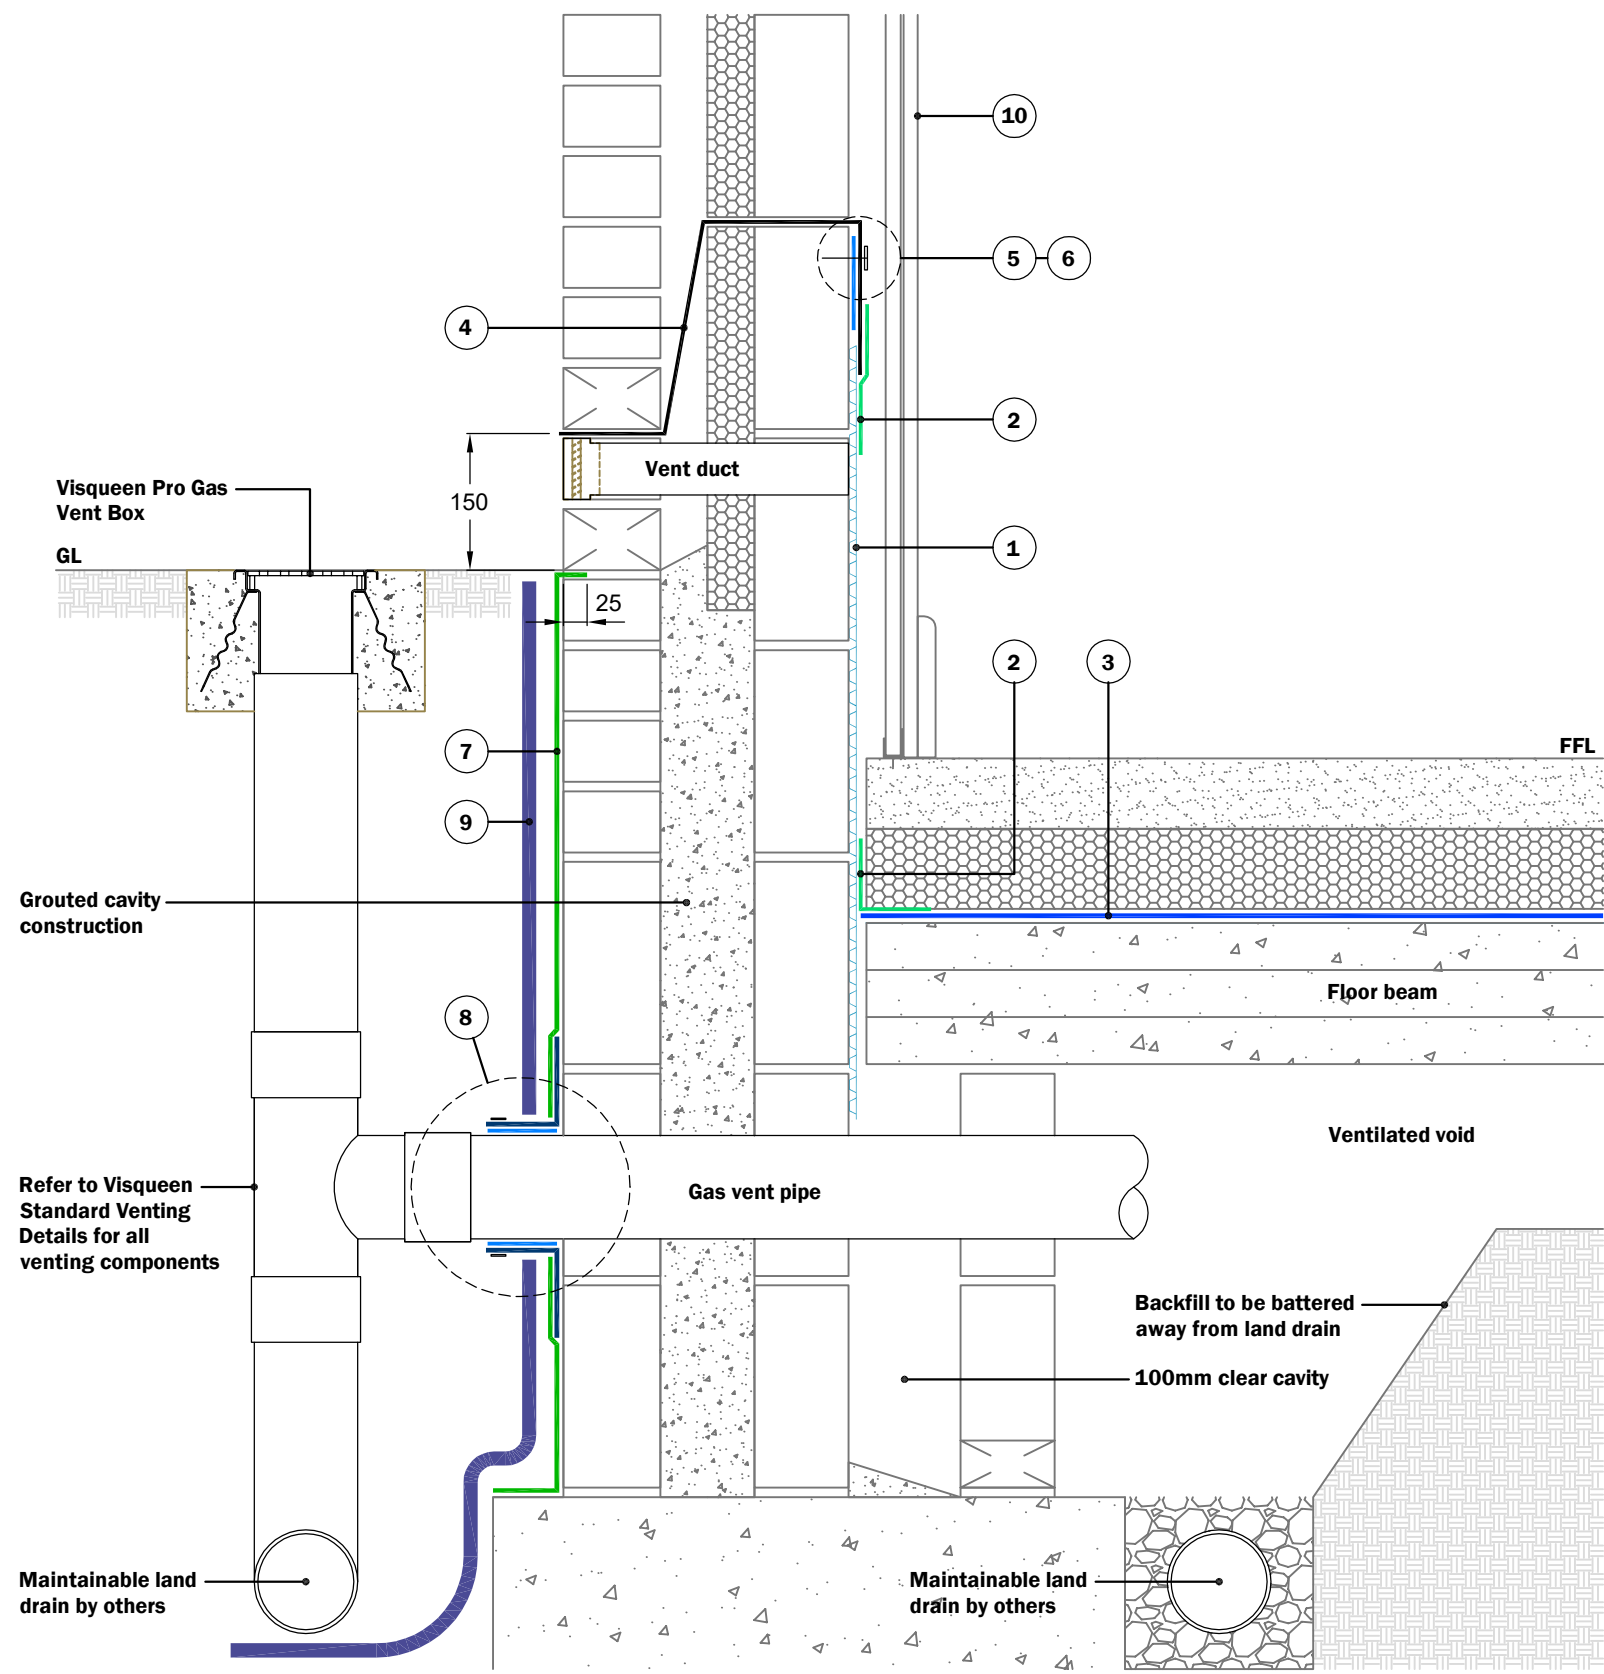 10
5
6
4
2
Vent duct
Visqueen Pro Gas
Vent Box
150
GL
1
25
2
3
FFL
7
9
Grouted cavity
construction
Floor beam
8
Ventilated void
Refer to Visqueen
Standard Venting
Details for all
venting components
Gas vent pipe
Backfill to be battered
away from land drain
100mm clear cavity
Maintainable land
drain by others
Maintainable land
drain by others